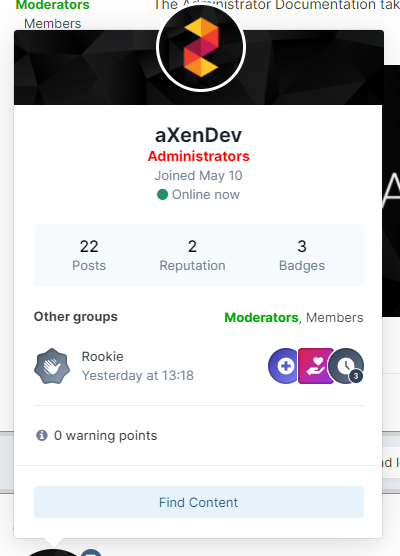 Moderators
The Administrator Documentation tak
Members
aXenDev
Administrators
Joined May 10
Online now
22 2 3
Posts Reputation Badges
Other groups Moderators, Members
Rookie
Yesterday at 13:18
3
0 warning points
Find Content